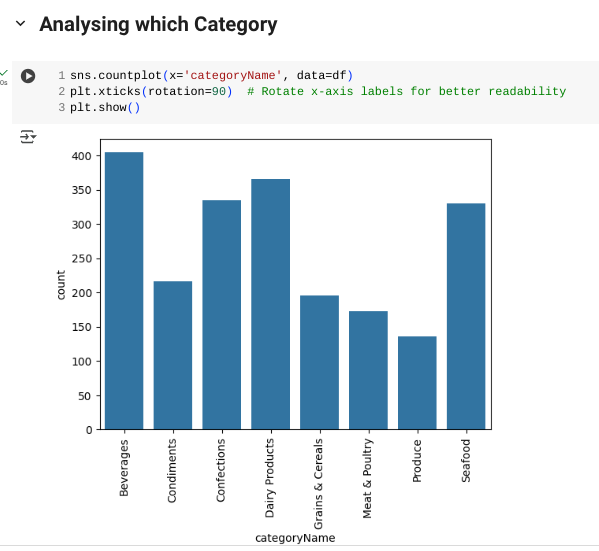 Analysing which Category
0s
1 sns.countplot(x='categoryName', data=df)
2 plt.xticks(rotation=90)  # Rotate x-axis labels for better readability
3 plt.show()
400
350
300
250
200
150
100
50
0
count
Beverages
Condiments
Confections
Dairy Products
Grains & Cereals
Meat & Poultry
Produce
Seafood
categoryName